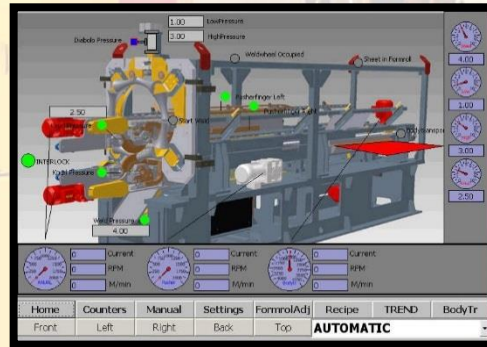 1.00 LowPressure
Diabolo Pressure
3.00 HighPressure
Weldwheel Occupied
Sheet in Formroll
4.00
Pusherfinger Left
2.50
Pusherfinger Right
1.00
Start Weld
INTERLOCK
3.00
Weld Pressure
4.00
2.50
0 Current 0 Current 0 Current
0 RPM 0 RPM 0 RPM
0 M/min 0 M/min 0 M/min
Home Counters Manual Settings FormrolAdj Recipe TREND BodyTr
Front Left Right Back Top AUTOMATIC